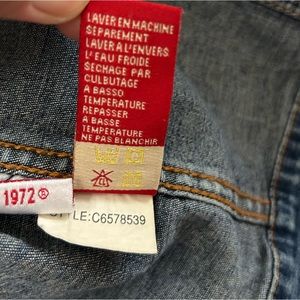 LAVER EN MACHINE
SEPAREMENT
LAVER À L'ENVERS
L'EAU FROIDE
SECHAGE PAR
CULBUTAGE
A BASSO
TEMPERATURE
REPASSER
A BASSE
TEMPERATURE
NE PAS BLANCHIR
1972®
LE:C6578539